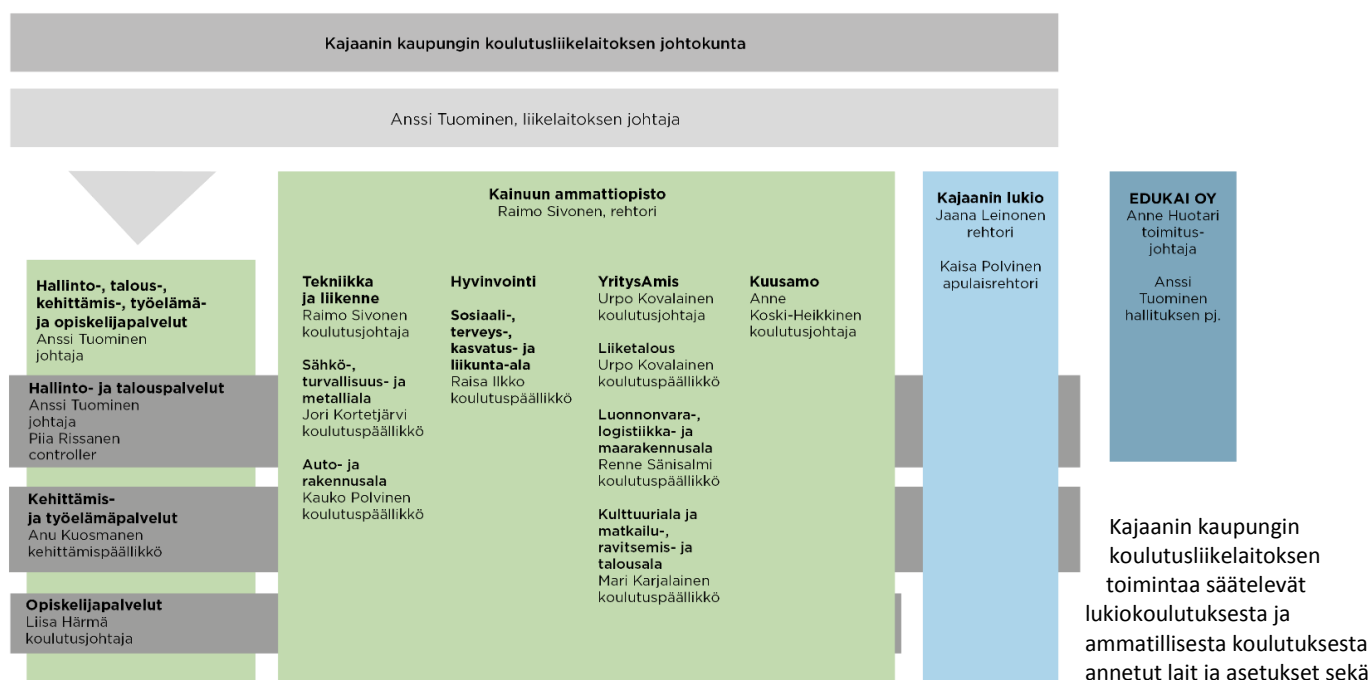 Kajaanin kaupungin koulutusliikelaitoksen johtokunta
Anssi Tuominen, liikelaitoksen johtaja
Hallinto-, talous-,
kehittämis-, työelämä-
ja opiskelijapalvelut
Anssi Tuominen
johtaja
Hallinto- ja talouspalvelut
Anssi Tuominen
johtaja
Piia Rissanen
controller
Kehittämis-
ja työelämäpalvelut
Anu Kuosmanen
kehittämispäällikkö
Opiskelijapalvelut
Liisa Härmä
koulutusjohtaja
Kainuun ammattiopisto
Raimo Sivonen, rehtori
Tekniikka
ja liikenne
Raimo Sivonen
koulutusjohtaja
Sähkö-,
turvallisuus- ja
metalliala
Jori Kortetjärvi
koulutuspäällikkö
Auto- ja
rakennusala
Kauko Polvinen
koulutuspäällikkö
Hyvinvointi
Sosiaali-,
terveys-,
kasvatus- ja
liikunta-ala
Raisa Ilkko
koulutuspäällikkö
YritysAmis
Urpo Kovalainen
koulutusjohtaja
Liiketalous
Urpo Kovalainen
koulutuspäällikkö
Luonnonvara-,
logistiikka- ja
maarakennusala
Renne Sänisalmi
koulutuspäällikkö
Kulttuuriala ja
matkailu-,
ravitsemis- ja
talousala
Mari Karjalainen
koulutuspäällikkö
Kuusamo
Anne
Koski-Heikkinen
koulutusjohtaja
Kajaanin lukio
Jaana Leinonen
rehtori
Kaisa Polvinen
apulaisrehtori
EDUKAI OY
Anne Huotari
toimitus-
johtaja
Anssi
Tuominen
hallituksen pj.
Kajaanin kaupungin
koulutusliikelaitoksen
toimintaa säätelevät
lukiokoulutuksesta ja
ammatillisesta koulutuksesta
annetut lait ja asetukset sekä